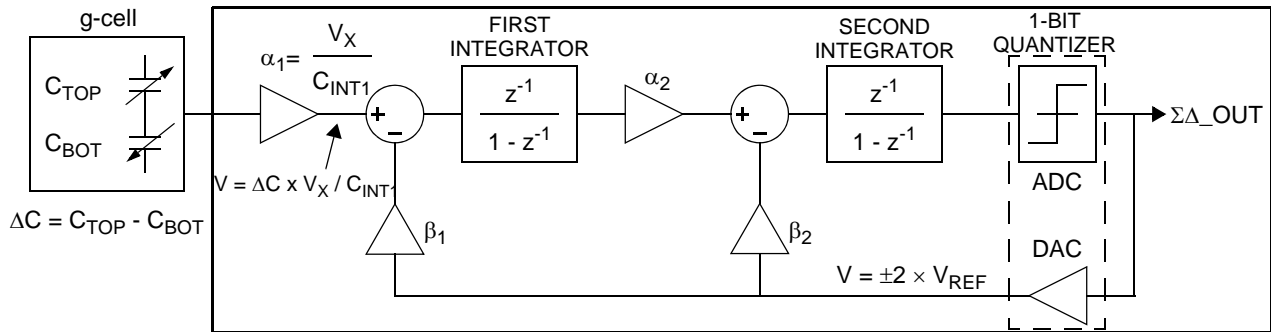 g-cell
C_TOP
C_BOT
ΔC = C_TOP - C_BOT
α₁= V_X / C_INT1
V = ΔC x V_X / C_INT1
+
-
β₁
FIRST
INTEGRATOR
z⁻¹
1 - z⁻¹
α₂
+
-
β₂
SECOND
INTEGRATOR
z⁻¹
1 - z⁻¹
1-BIT
QUANTIZER
ADC
DAC
V = ±2 × V_REF
ΣΔ_OUT